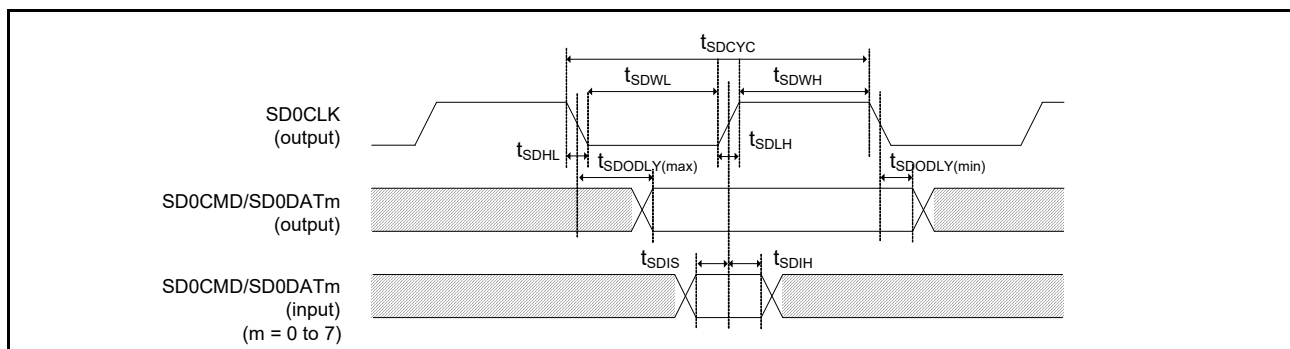 tSDCYC
tSDWL
tSDWH
SD0CLK
(output)
tSDHL
tSDLH
tSDODLY(max)
tSDODLY(min)
SD0CMD/SD0DATm
(output)
tSDIS
tSDIH
SD0CMD/SD0DATm
(input)
(m = 0 to 7)